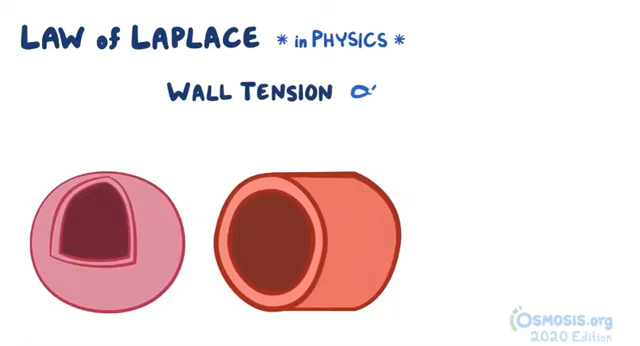 LAW of LAPLACE * in PHYSICS *
WALL TENSION α
OSMOSIS.org
2020 Edition